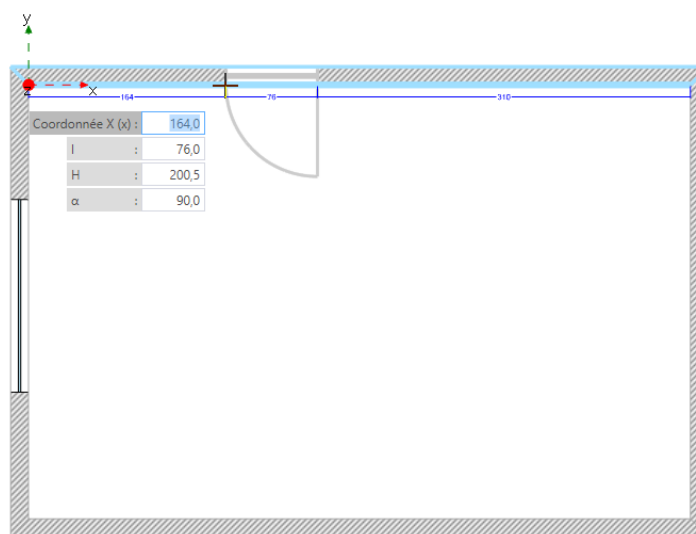 y
z
x
164
76
310
Coordonnée X (x) : 164,0
l : 76,0
H : 200,5
α : 90,0